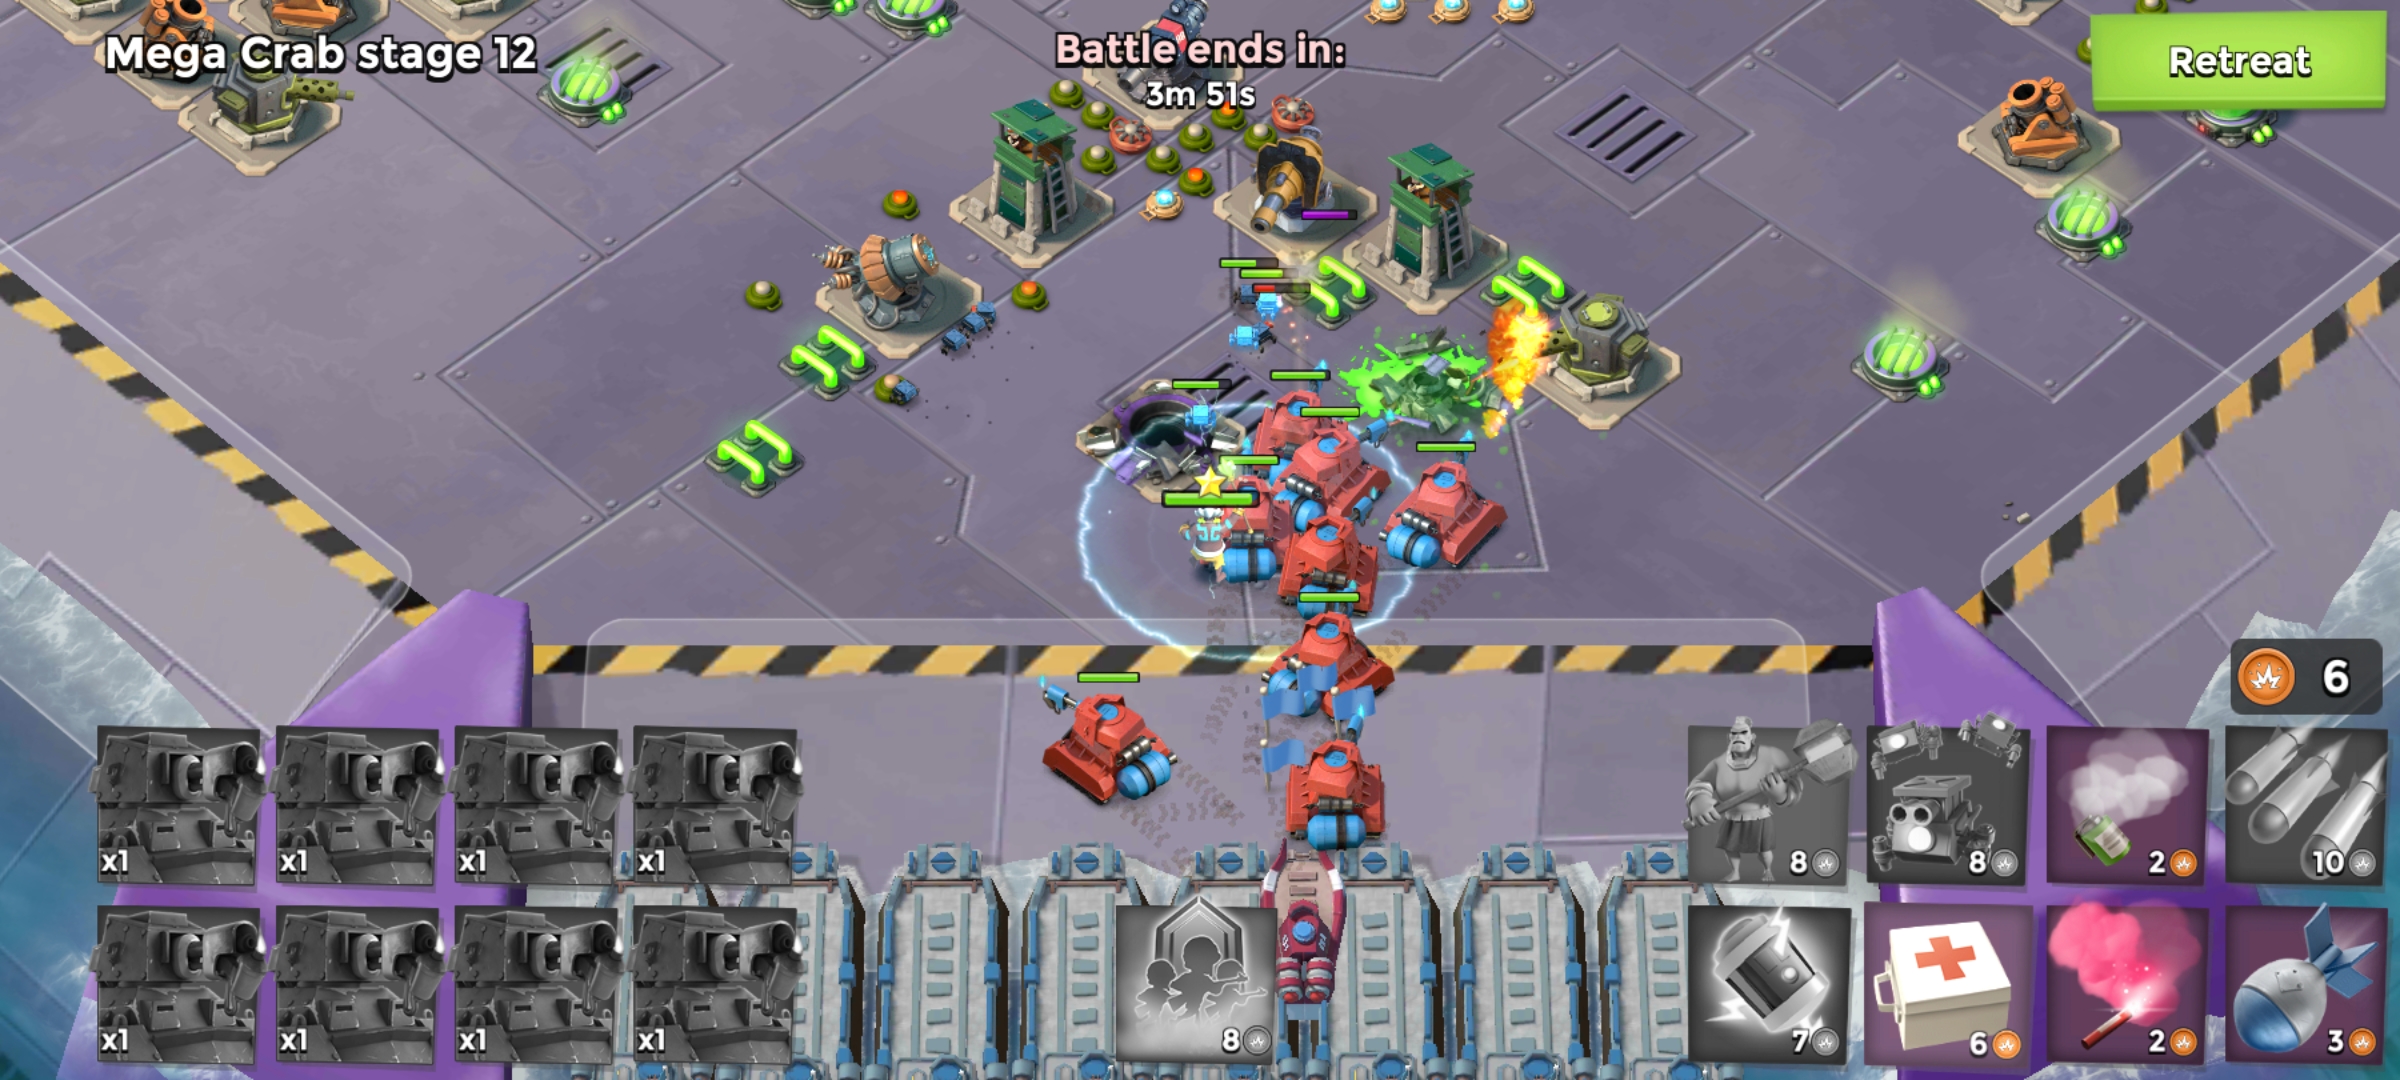 Mega Crab stage 12
Battle ends in:
3m 51s
Retreat
6
x1
x1
x1
x1
8
8
2
10
x1
x1
x1
x1
8
7
6
2
3